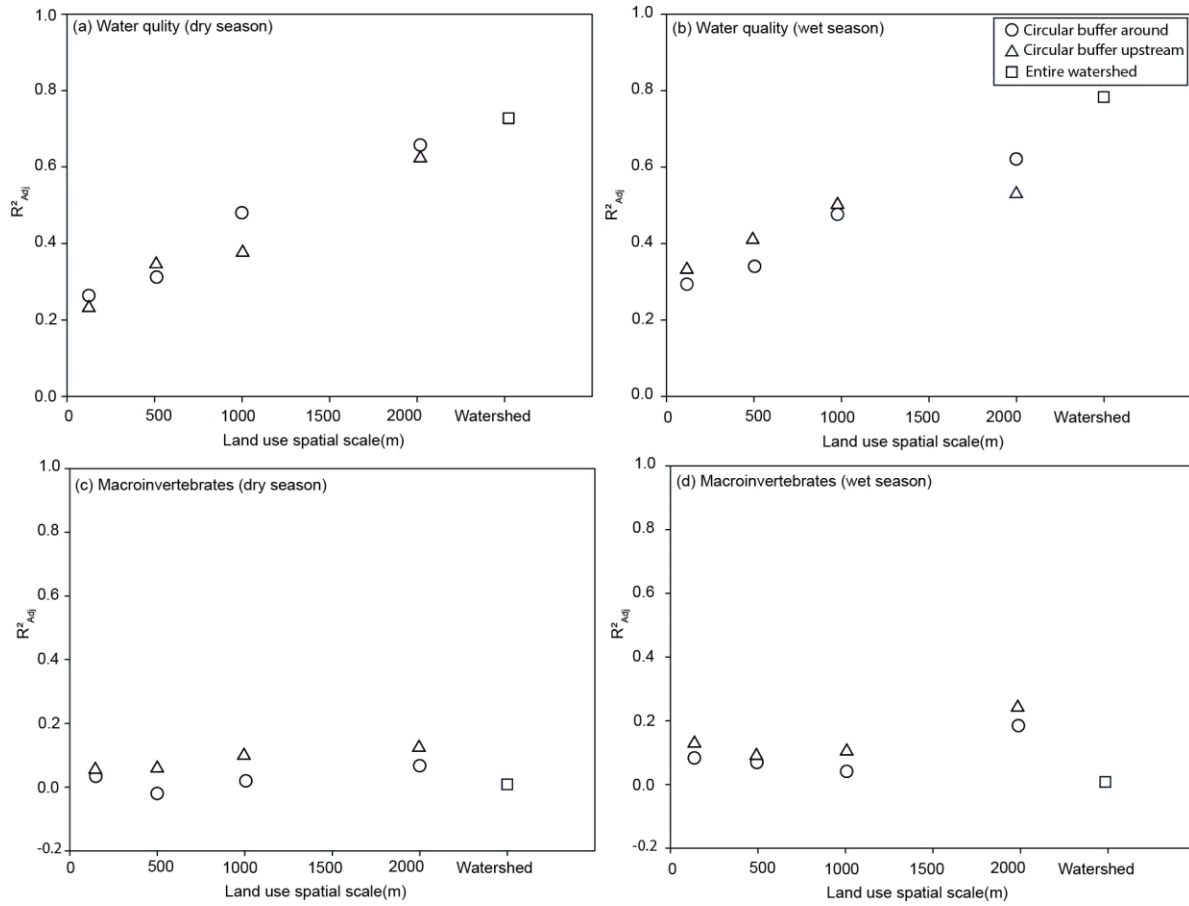 (a) Water qulity (dry season)
1.0
0.8
0.6
0.4
0.2
0.0
R²Adj
0 500 1000 1500 2000 Watershed
Land use spatial scale(m)
(b) Water quality (wet season)
Circular buffer around
Circular buffer upstream
Entire watershed
1.0
0.8
0.6
0.4
0.2
0.0
R²Adj
0 500 1000 1500 2000 Watershed
Land use spatial scale(m)
(c) Macroinvertebrates (dry season)
1.0
0.8
0.6
0.4
0.2
0.0
-0.2
R²Adj
0 500 1000 1500 2000 Watershed
Land use spatial scale(m)
(d) Macroinvertebrates (wet season)
1.0
0.8
0.6
0.4
0.2
0.0
-0.2
R²Adj
0 500 1000 1500 2000 Watershed
Land use spatial scale(m)